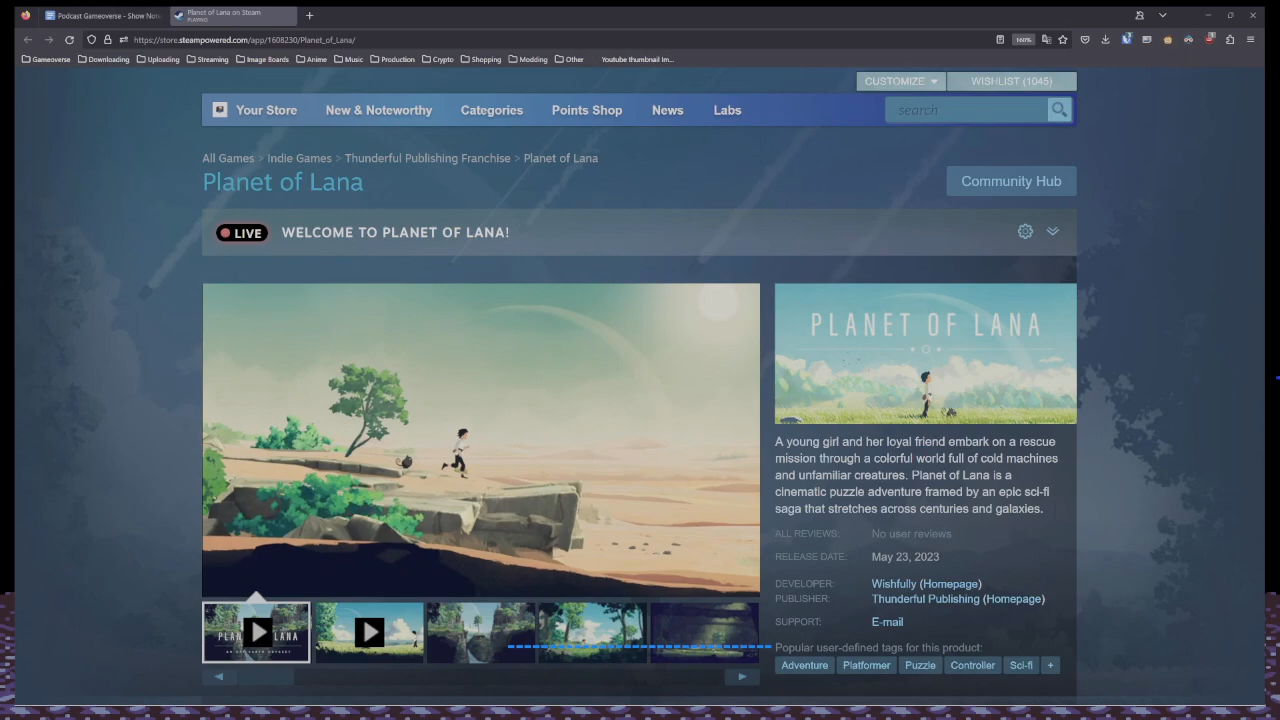 Podcast Gameoverse - Show Not
Planet of Lana on Steam
PLAYING
https://store.steampowered.com/app/1608230/Planet_of_Lana/
160%
Gameoverse
Downloading
Uploading
Streaming
Image Boards
Anime
Music
Production
Crypto
Shopping
Modding
Other
Youtube thumbnail Im...
CUSTOMIZE
WISHLIST (1045)
Your Store
New & Noteworthy
Categories
Points Shop
News
Labs
search
All Games > Indie Games > Thunderful Publishing Franchise > Planet of Lana
Planet of Lana
Community Hub
LIVE
WELCOME TO PLANET OF LANA!
PLANET OF LANA
A young girl and her loyal friend embark on a rescue
mission through a colorful world full of cold machines
and unfamiliar creatures. Planet of Lana is a
cinematic puzzle adventure framed by an epic sci-fi
saga that stretches across centuries and galaxies.
ALL REVIEWS: No user reviews
RELEASE DATE: May 23, 2023
DEVELOPER: Wishfully (Homepage)
PUBLISHER: Thunderful Publishing (Homepage)
SUPPORT: E-mail
Popular user-defined tags for this product:
Adventure
Platformer
Puzzle
Controller
Sci-fi
+